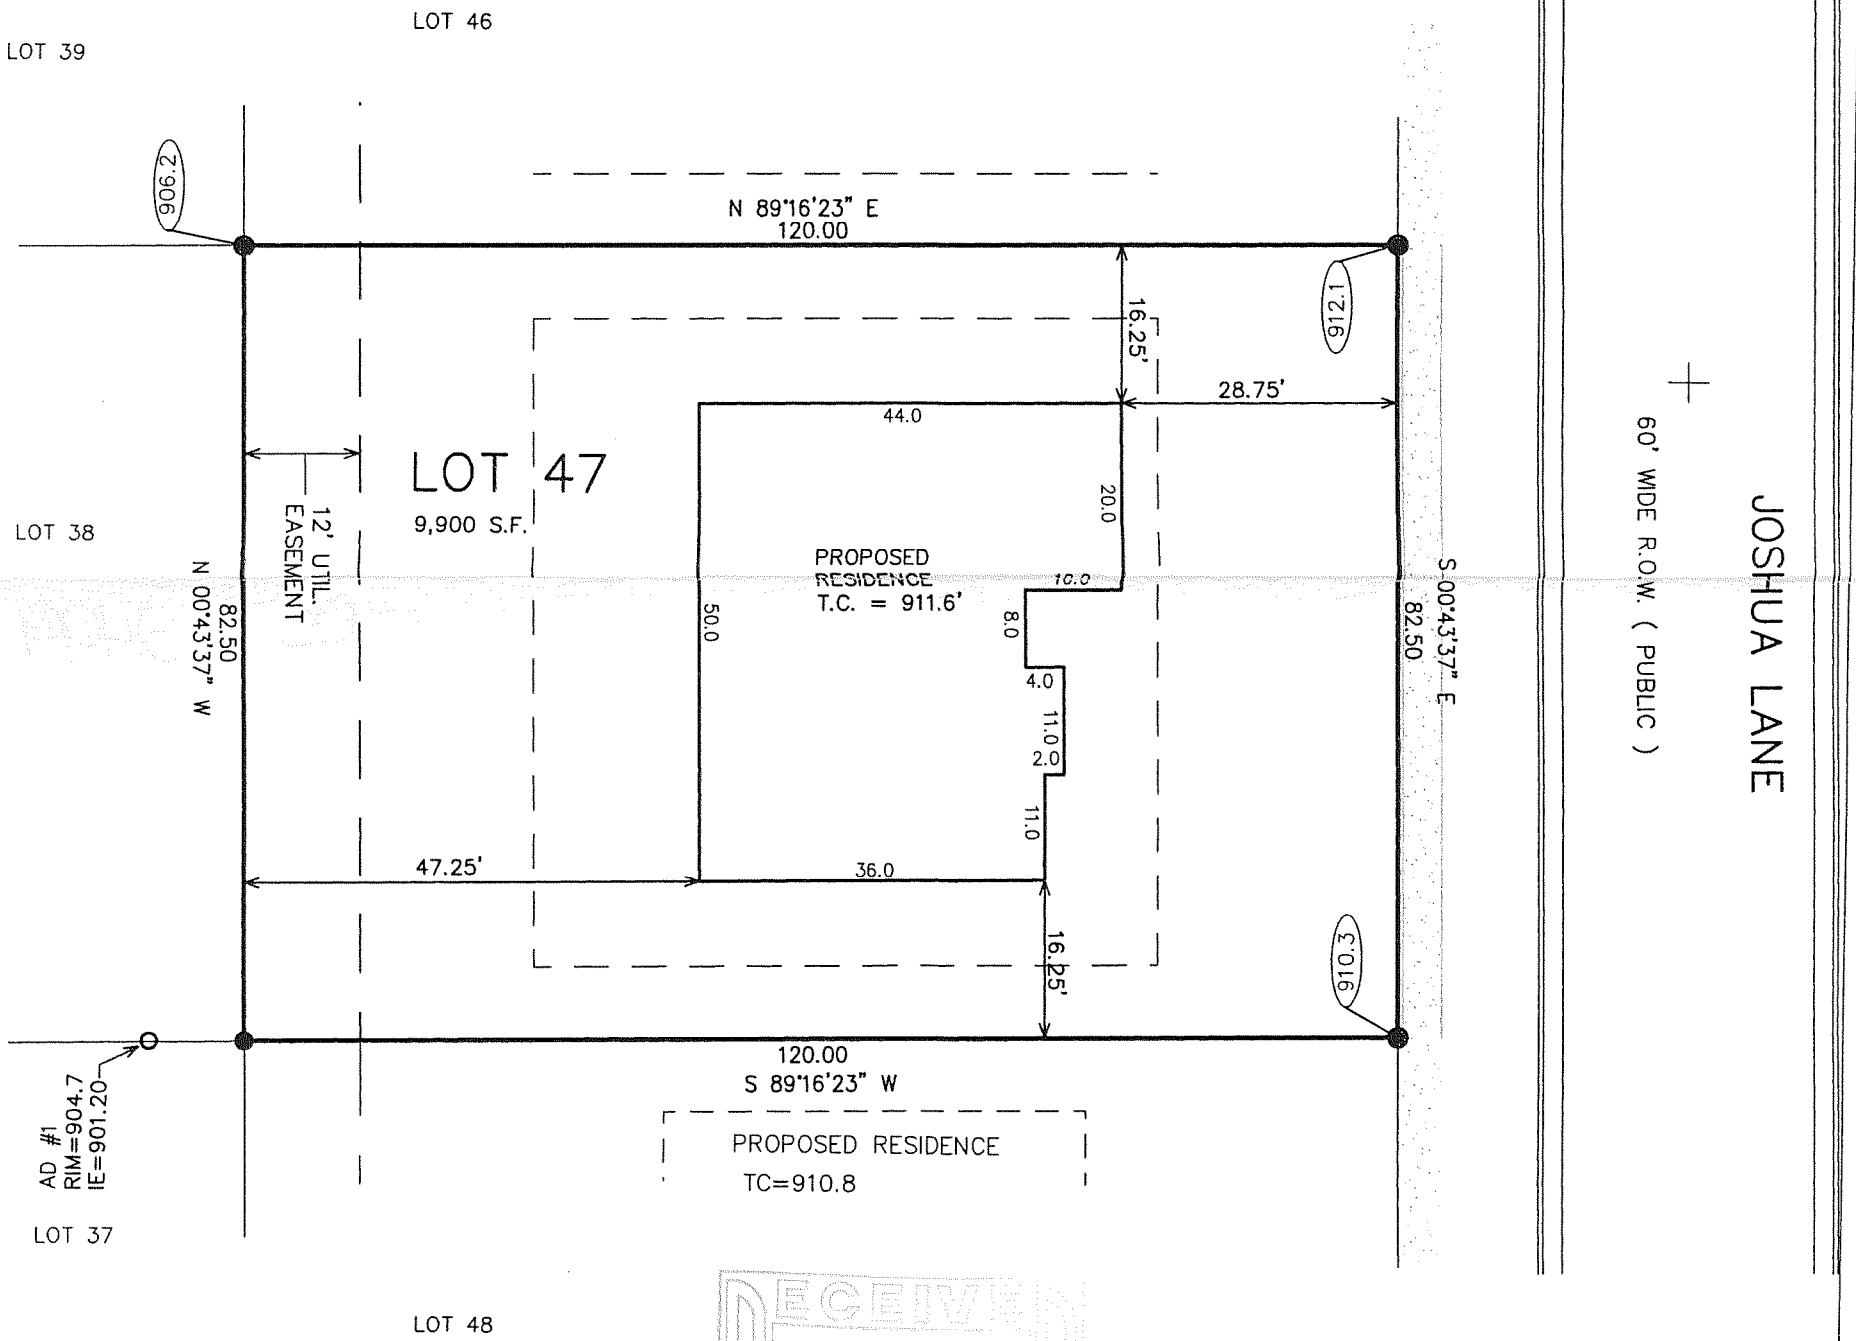 LOT 46
LOT 39
906.2
N 89°16'23" E
120.00
912.1
16.25'
28.75'
44.0
LOT 47
9,900 S.F.
12' UTIL.
EASEMENT
LOT 38
N 00°43'37" W
82.50
50.0
PROPOSED
RESIDENCE
T.C. = 911.6'
20.0
10.0
8.0
4.0
11.0
2.0
11.0
36.0
47.25'
16.25'
S 00°43'37" E
82.50
60' WIDE R.O.W. ( PUBLIC )
JOSHUA LANE
910.3
120.00
S 89°16'23" W
PROPOSED RESIDENCE
TC=910.8
AD #1
RIM=904.7
IE=901.20
LOT 37
LOT 48